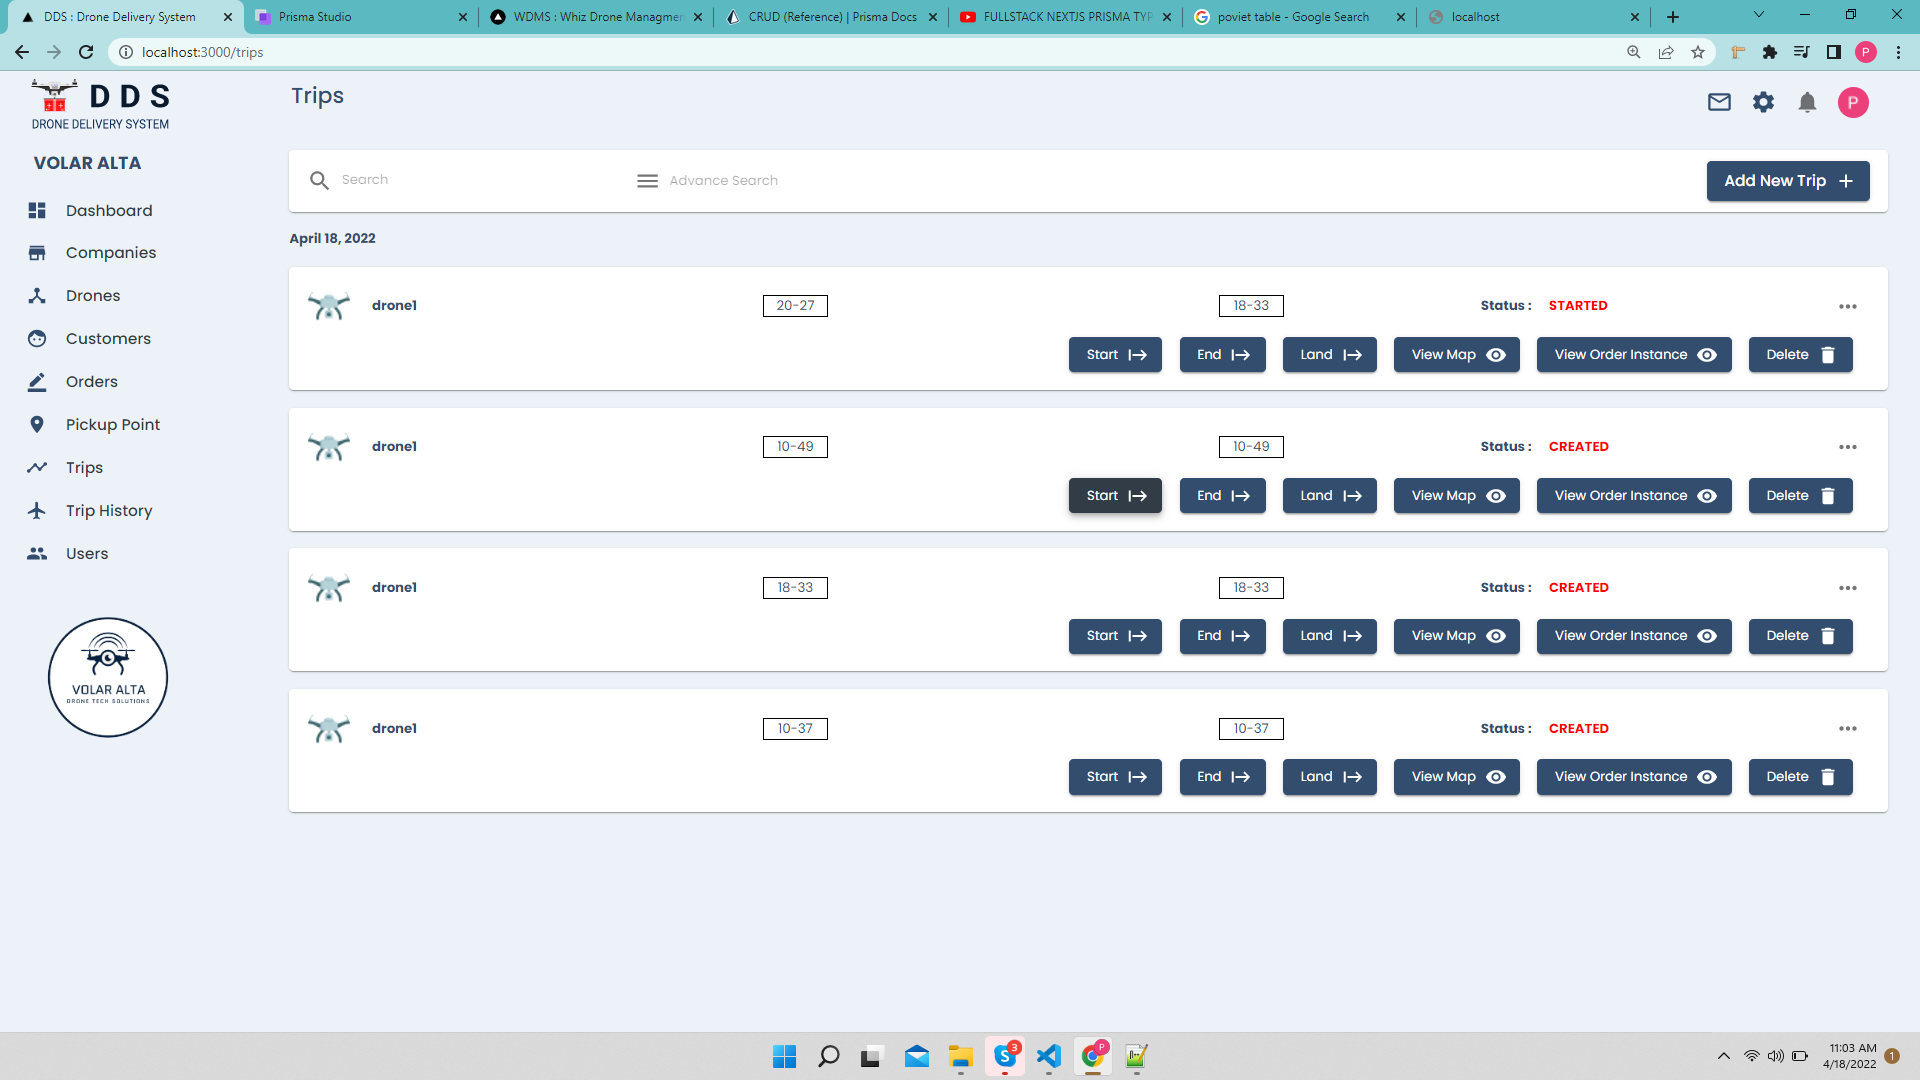 DDS : Drone Delivery System
Prisma Studio
WDMS : Whiz Drone Managmen
CRUD (Reference) | Prisma Docs
FULLSTACK NEXTJS PRISMA TYP
poviet table - Google Search
localhost
localhost:3000/trips
P
DDS
DRONE DELIVERY SYSTEM
Trips
P
VOLAR ALTA
Dashboard
Companies
Drones
Customers
Orders
Pickup Point
Trips
Trip History
Users
VOLAR ALTA
DRONE TECH SOLUTIONS
Search
Advance Search
Add New Trip +
April 18, 2022
drone1 20-27 18-33 Status : STARTED
Start End Land View Map View Order Instance Delete
drone1 10-49 10-49 Status : CREATED
Start End Land View Map View Order Instance Delete
drone1 18-33 18-33 Status : CREATED
Start End Land View Map View Order Instance Delete
drone1 10-37 10-37 Status : CREATED
Start End Land View Map View Order Instance Delete
S 3
P
11:03 AM
4/18/2022
1